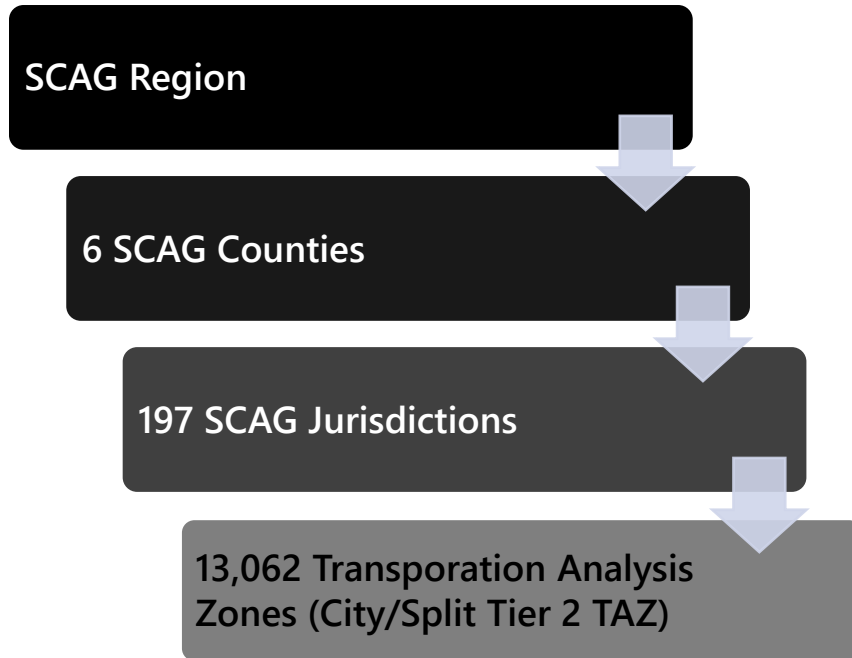 SCAG Region
6 SCAG Counties
197 SCAG Jurisdictions
13,062 Transporation Analysis
Zones (City/Split Tier 2 TAZ)